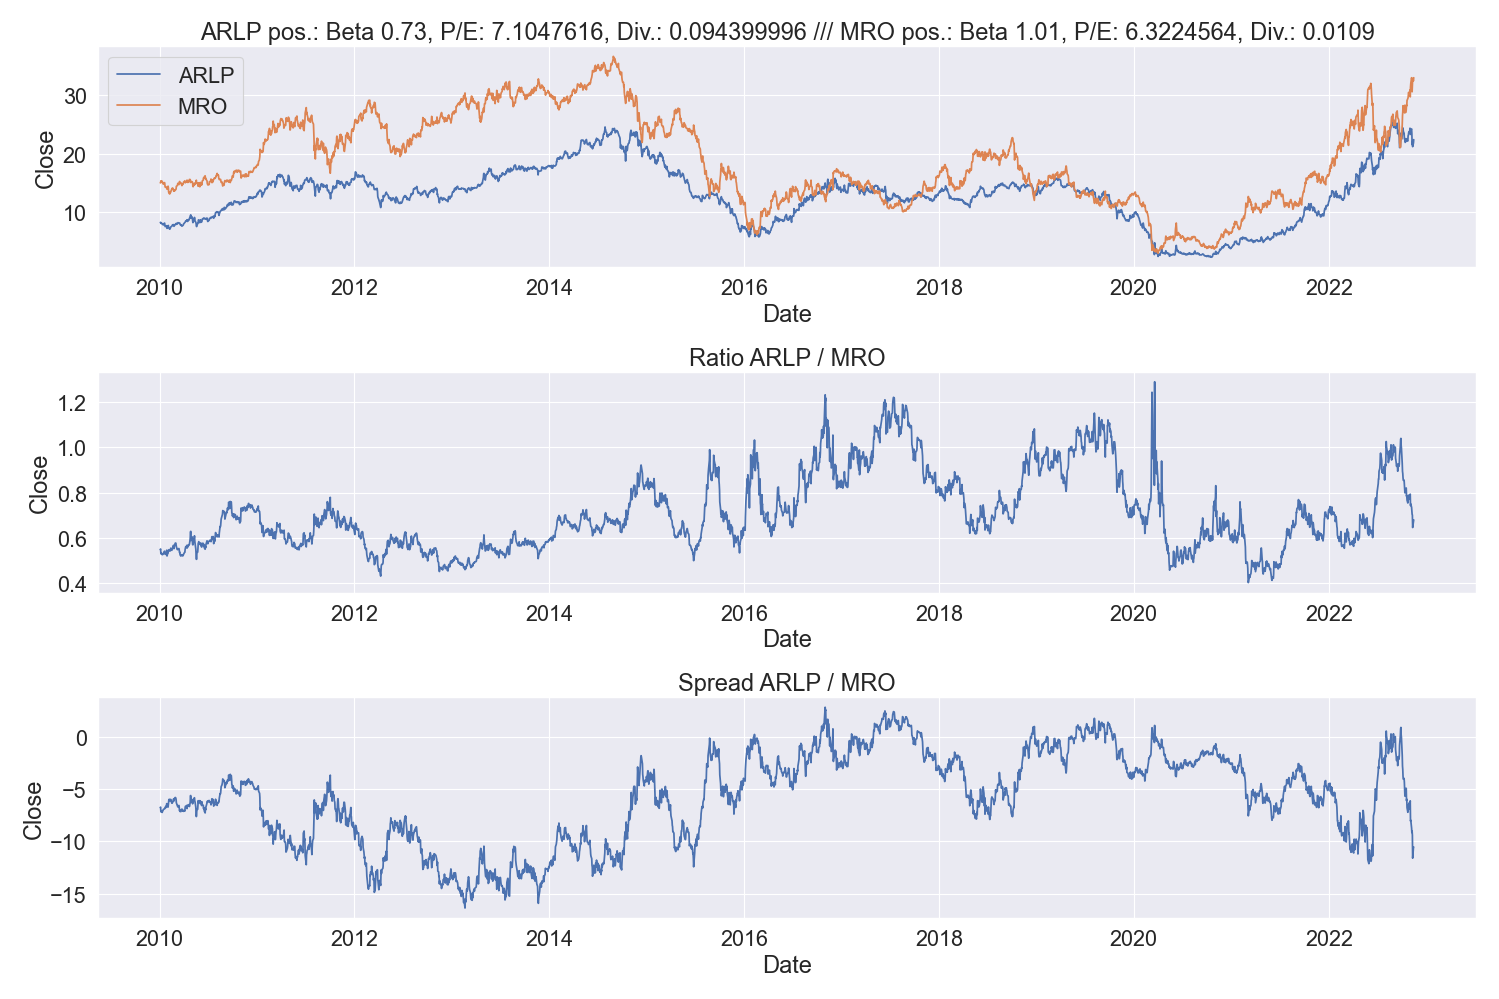 ARLP pos.: Beta 0.73, P/E: 7.1047616, Div.: 0.094399996 /// MRO pos.: Beta 1.01, P/E: 6.3224564, Div.: 0.0109
ARLP
MRO
Close
30
20
10
2010 2012 2014 2016 2018 2020 2022
Date
Ratio ARLP / MRO
Close
1.2
1.0
0.8
0.6
0.4
2010 2012 2014 2016 2018 2020 2022
Date
Spread ARLP / MRO
Close
0
−5
−10
−15
2010 2012 2014 2016 2018 2020 2022
Date